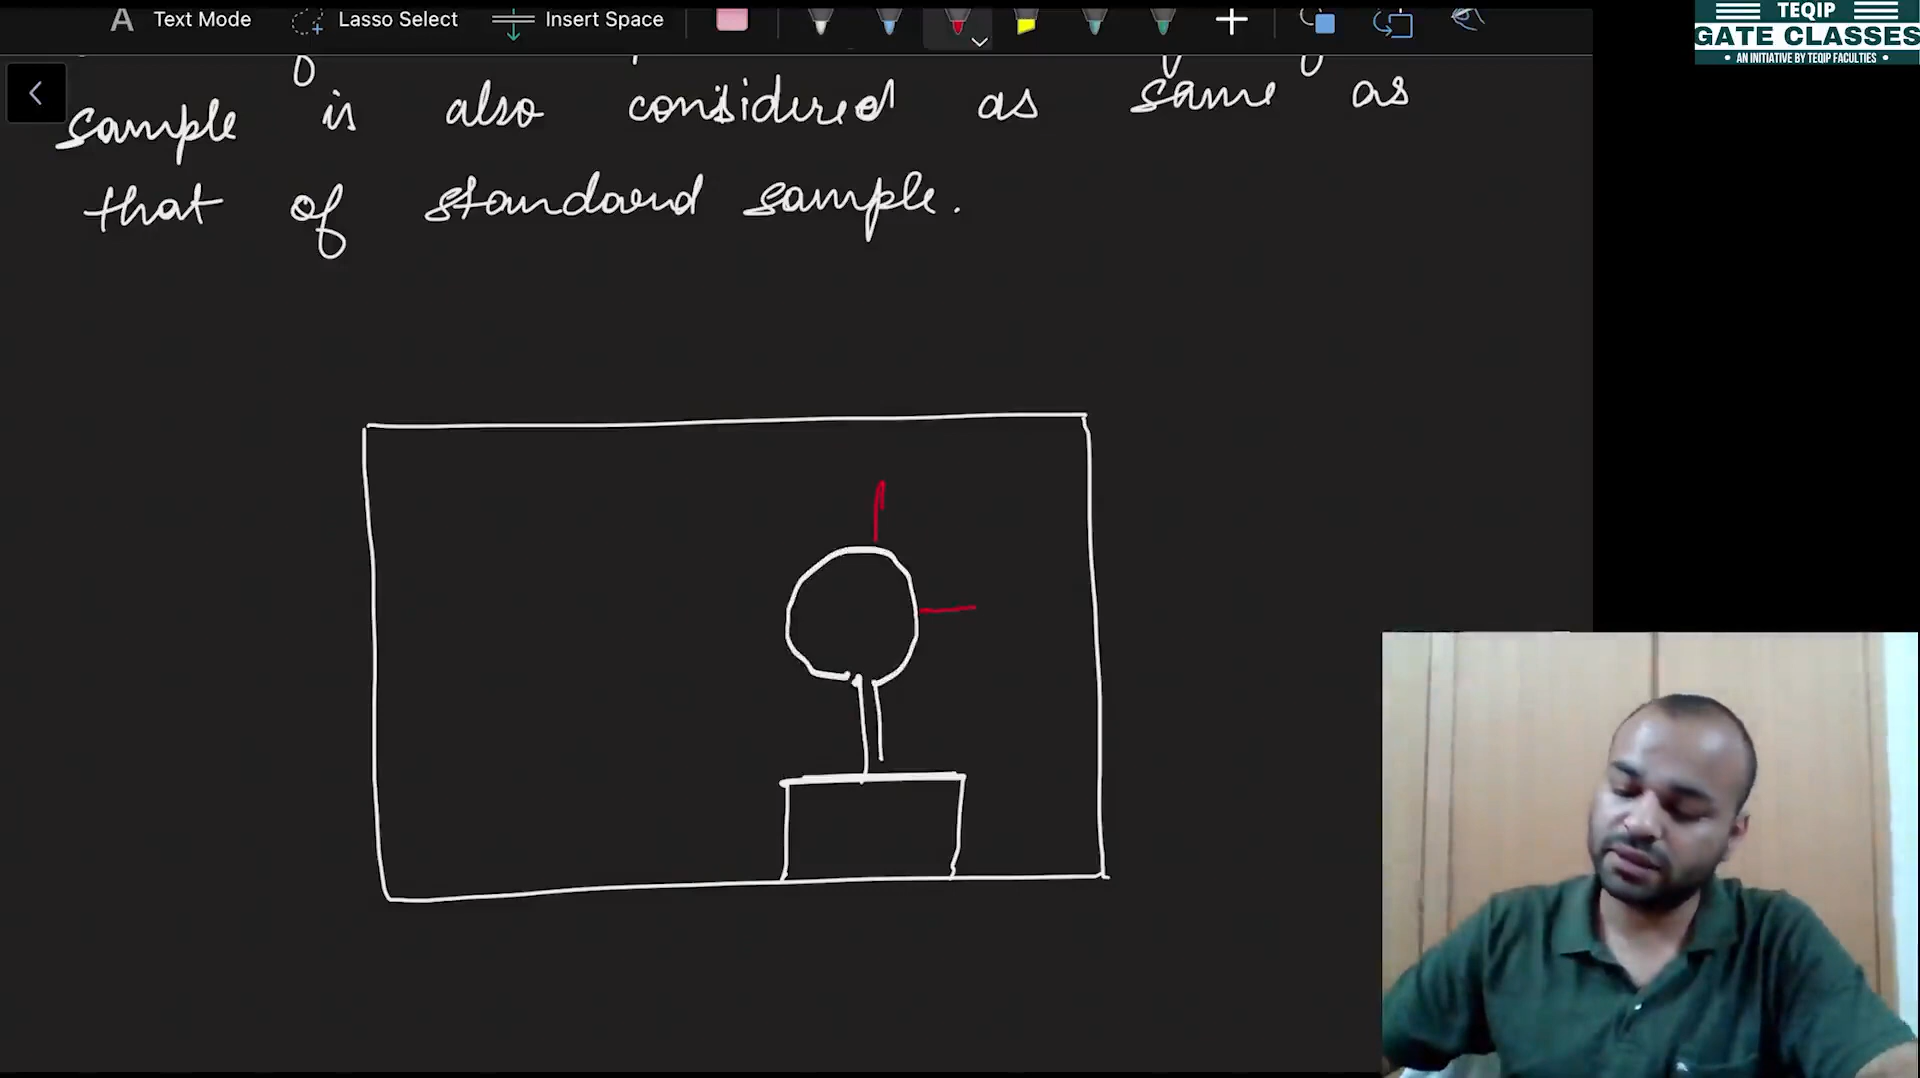 A Text Mode Lasso Select Insert Space
TEQIP
GATE CLASSES
• AN INITIATIVE BY TEQIP FACULTIES •
sample is also considered as same as
that of standard sample.